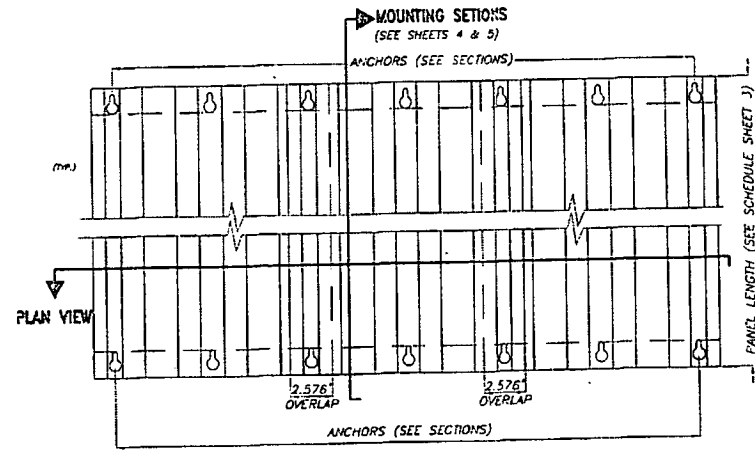 MOUNTING SETIONS
(SEE SHEETS 4 & 5)
ANCHORS (SEE SECTIONS)
(TYP.)
PANEL LENGTH (SEE SCHEDULE SHEET 3)
PLAN VIEW
2.576
OVERLAP
2.576
OVERLAP
ANCHORS (SEE SECTIONS)